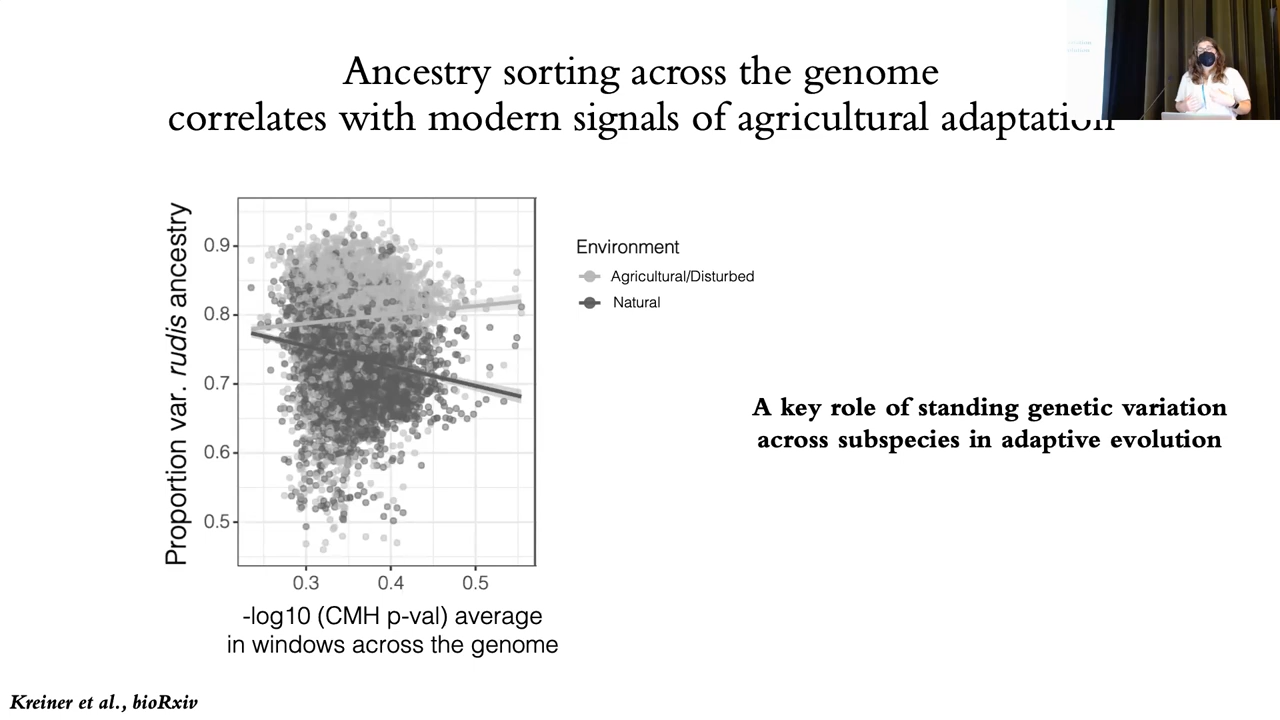 Ancestry sorting across the genome
correlates with modern signals of agricultural adaptation
Proportion var. rudis ancestry
0.9
0.8
0.7
0.6
0.5
0.3 0.4 0.5
-log10 (CMH p-val) average
in windows across the genome
Environment
Agricultural/Disturbed
Natural
A key role of standing genetic variation
across subspecies in adaptive evolution
Kreiner et al., bioRxiv